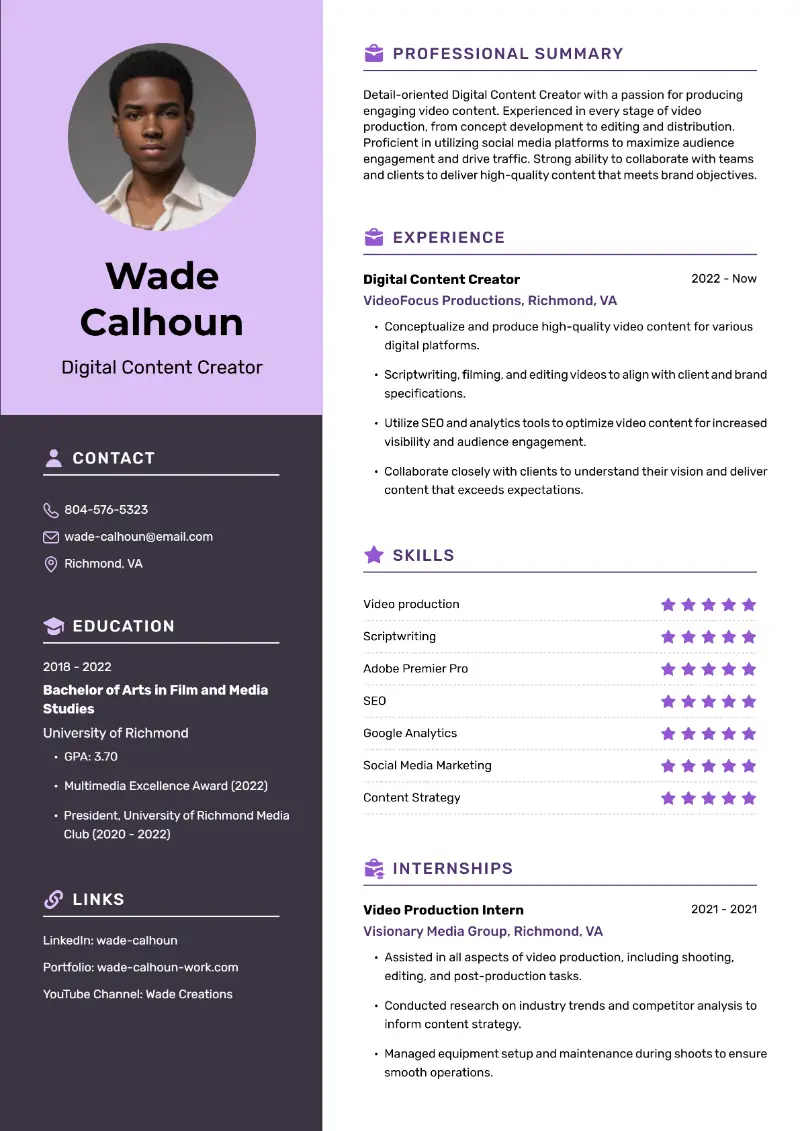 Wade
Calhoun
Digital Content Creator
CONTACT
804-576-5323
wade-calhoun@email.com
Richmond, VA
EDUCATION
2018 - 2022
Bachelor of Arts in Film and Media
Studies
University of Richmond
• GPA: 3.70
• Multimedia Excellence Award (2022)
• President, University of Richmond Media
Club (2020 - 2022)
LINKS
LinkedIn: wade-calhoun
Portfolio: wade-calhoun-work.com
YouTube Channel: Wade Creations
PROFESSIONAL SUMMARY
Detail-oriented Digital Content Creator with a passion for producing
engaging video content. Experienced in every stage of video
production, from concept development to editing and distribution.
Proficient in utilizing social media platforms to maximize audience
engagement and drive traffic. Strong ability to collaborate with teams
and clients to deliver high-quality content that meets brand objectives.
EXPERIENCE
Digital Content Creator 2022 - Now
VideoFocus Productions, Richmond, VA
• Conceptualize and produce high-quality video content for various
digital platforms.
• Scriptwriting, filming, and editing videos to align with client and brand
specifications.
• Utilize SEO and analytics tools to optimize video content for increased
visibility and audience engagement.
• Collaborate closely with clients to understand their vision and deliver
content that exceeds expectations.
SKILLS
Video production
Scriptwriting
Adobe Premier Pro
SEO
Google Analytics
Social Media Marketing
Content Strategy
INTERNSHIPS
Video Production Intern 2021 - 2021
Visionary Media Group, Richmond, VA
• Assisted in all aspects of video production, including shooting,
editing, and post-production tasks.
• Conducted research on industry trends and competitor analysis to
inform content strategy.
• Managed equipment setup and maintenance during shoots to ensure
smooth operations.